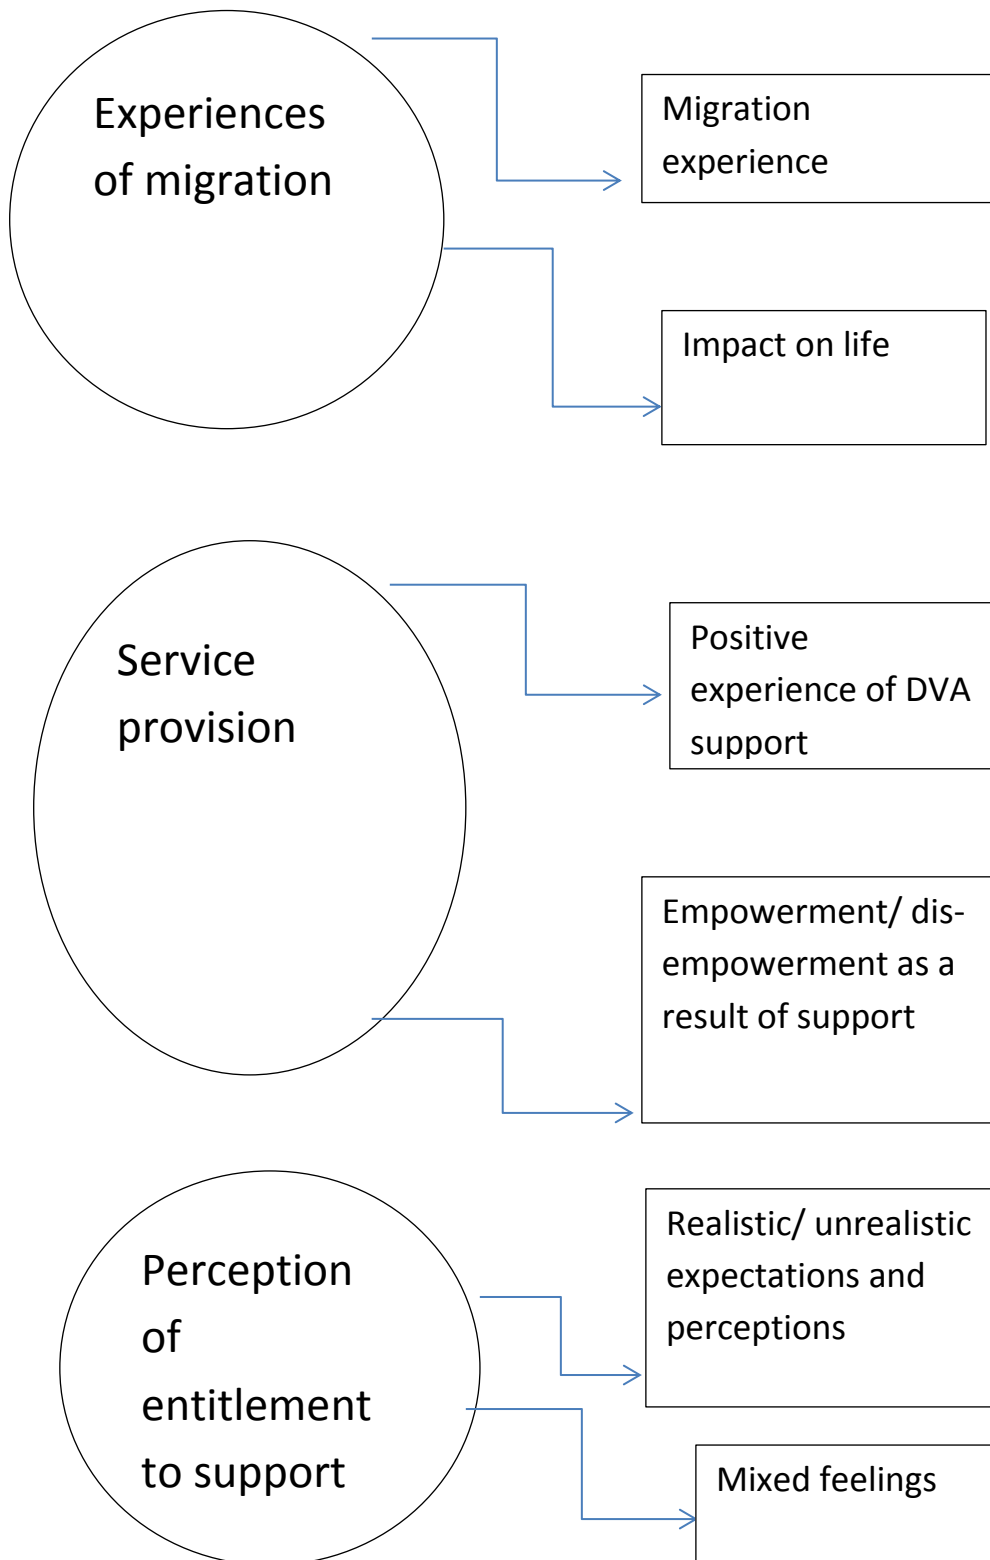 Experiences
of migration
Migration
experience
Impact on life
Service
provision
Positive
experience of DVA
support
Empowerment/ dis-
empowerment as a
result of support
Perception
of
entitlement
to support
Realistic/ unrealistic
expectations and
perceptions
Mixed feelings